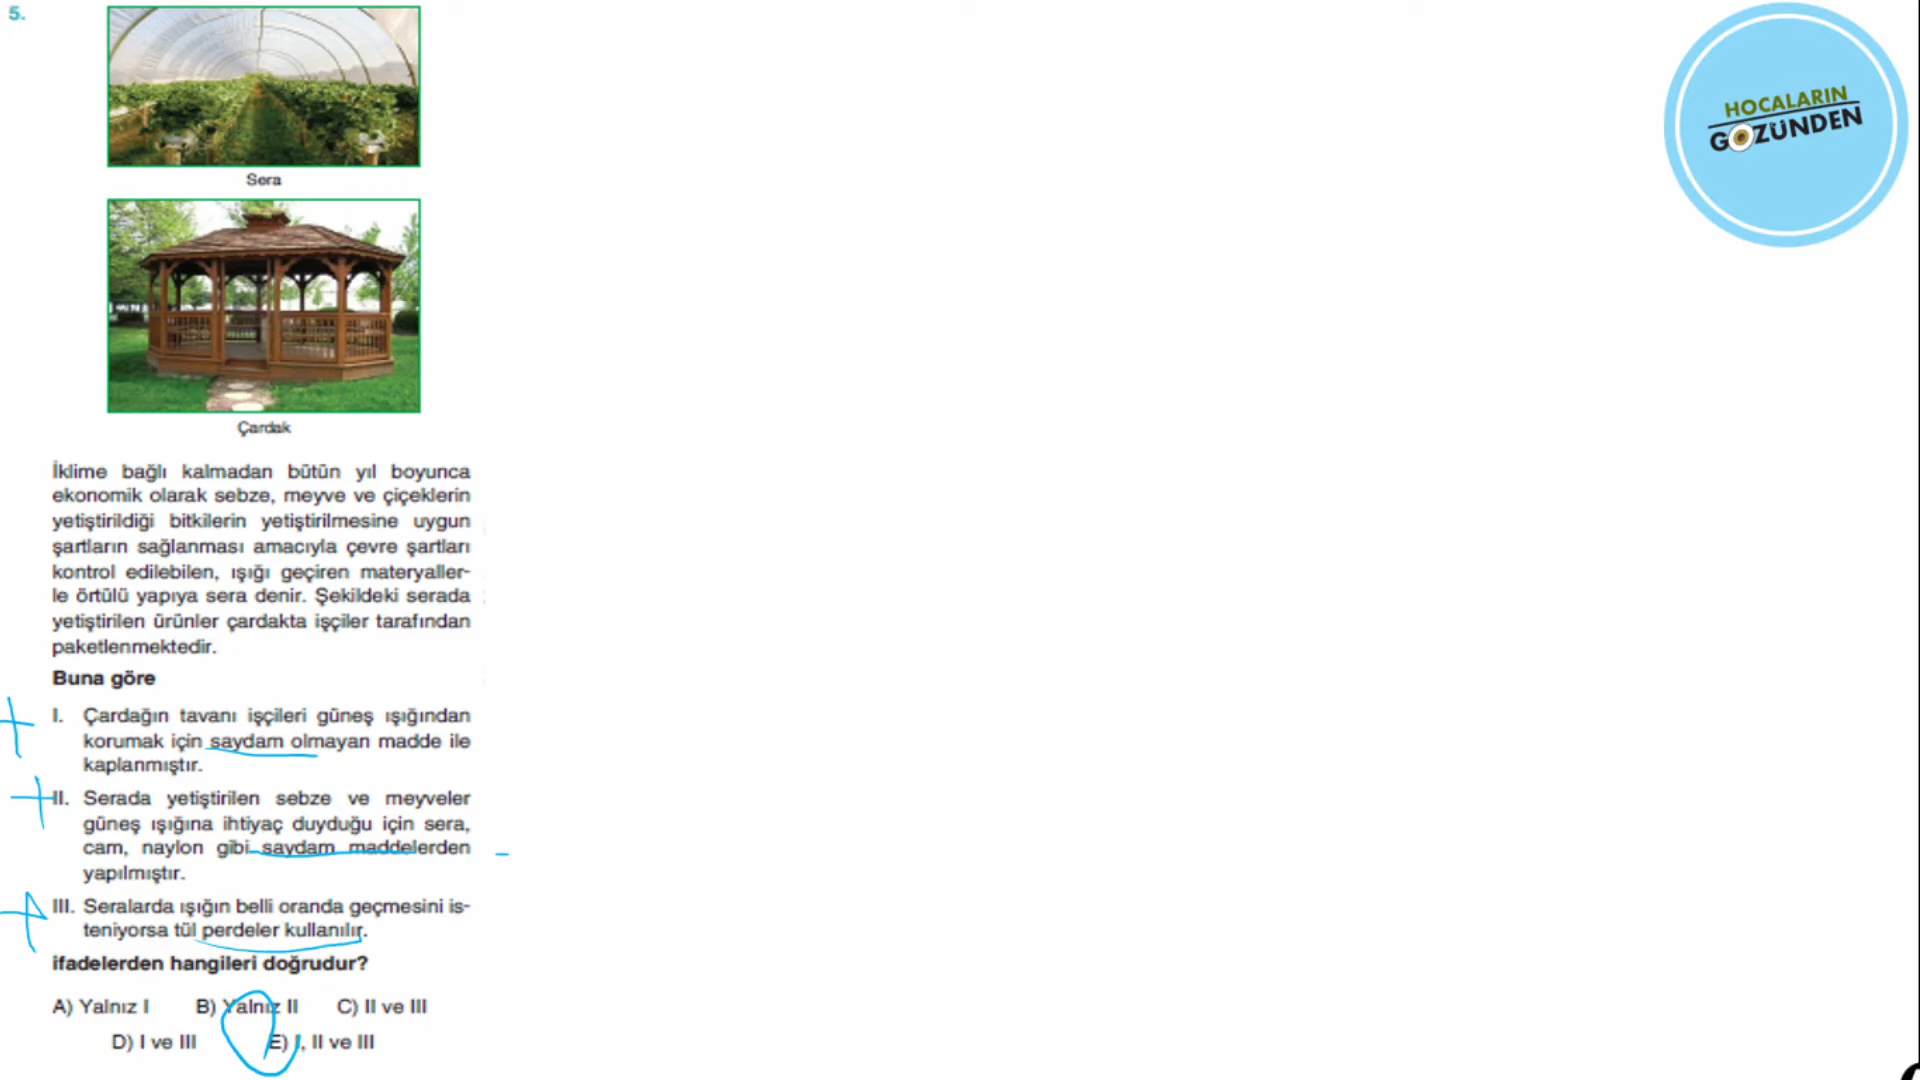 5.
HOCALARIN
GÖZÜNDEN
Sera
Çardak
İklime bağlı kalmadan bütün yıl boyunca
ekonomik olarak sebze, meyve ve çiçeklerin
yetiştirildiği bitkilerin yetiştirilmesine uygun
şartların sağlanması amacıyla çevre şartları
kontrol edilebilen, ışığı geçiren materyaller-
le örtülü yapıya sera denir. Şekildeki serada
yetiştirilen ürünler çardakta işçiler tarafından
paketlenmektedir.
Buna göre
I. Çardağın tavanı işçileri güneş ışığından
korumak için saydam olmayan madde ile
kaplanmıştır.
II. Serada yetiştirilen sebze ve meyveler
güneş ışığına ihtiyaç duyduğu için sera,
cam, naylon gibi saydam maddelerden
yapılmıştır.
III. Seralarda ışığın belli oranda geçmesini is-
teniyorsa tül perdeler kullanılır.
ifadelerden hangileri doğrudur?
A) Yalnız I B) Yalnız II C) II ve III
D) I ve III E) I, II ve III